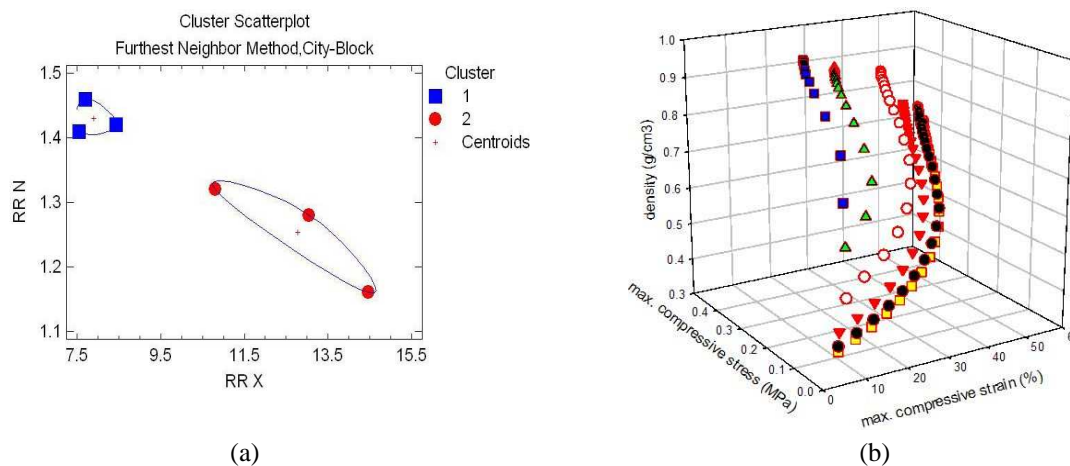 Cluster Scatterplot
Furthest Neighbor Method,City-Block
1.5
1.4
1.3
1.2
1.1
RR N
7.5 9.5 11.5 13.5 15.5
RR X
Cluster
1
2
Centroids
(a)
1.0
0.9
0.8
0.7
0.6
0.5
0.4
0.3
density (g/cm3)
0.4
0.3
0.2
0.1
0.0
max. compressive stress (MPa)
0 10 20 30 40 50 6
max. compressive strain (%)
(b)